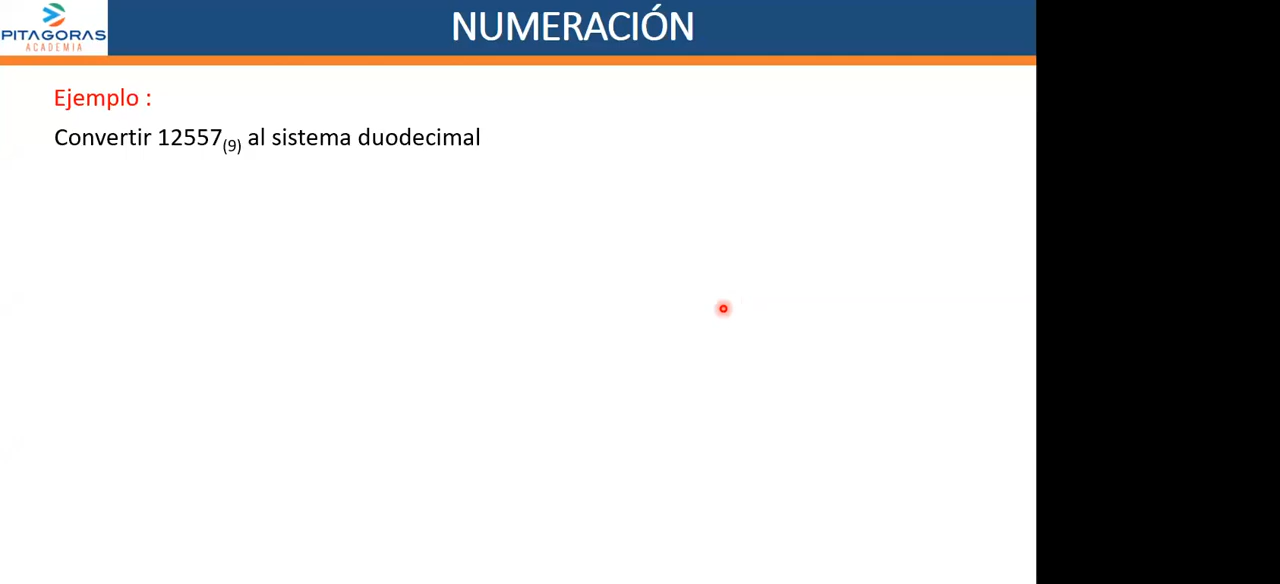 PITAGORAS
ACADEMIA
NUMERACIÓN
Ejemplo :
Convertir 12557(9) al sistema duodecimal